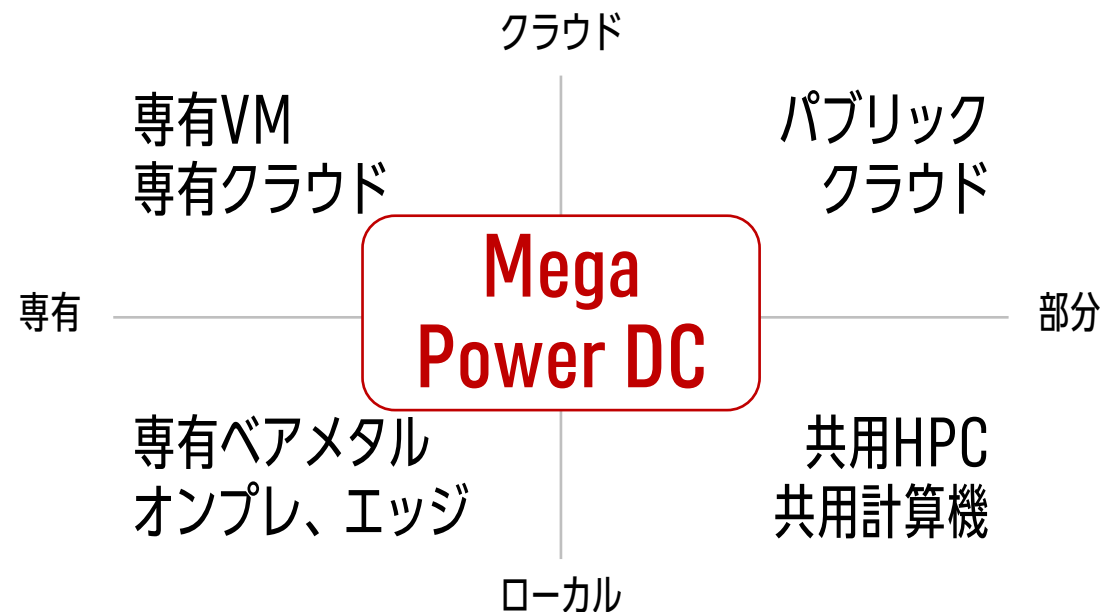 クラウド
専有VM
専有クラウド
パブリック
クラウド
Mega
Power DC
専有
部分
専有ベアメタル
オンプレ、エッジ
共用HPC
共用計算機
ローカル